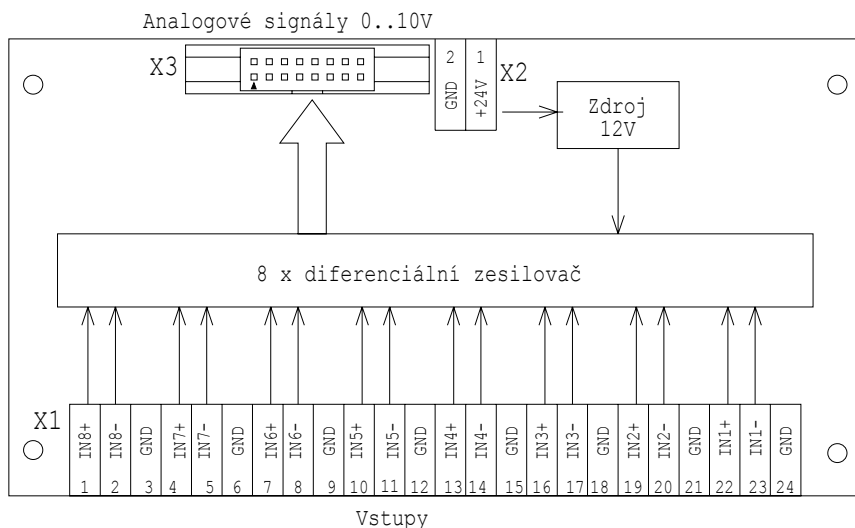 Analogové signály 0..10V
X3
2 1
GND +24V
X2
Zdroj
12V
8 x diferenciální zesilovač
X1
IN8+ IN8- GND IN7+ IN7- GND IN6+ IN6- GND IN5+ IN5- GND IN4+ IN4- GND IN3+ IN3- GND IN2+ IN2- GND IN1+ IN1- GND
1 2 3 4 5 6 7 8 9 10 11 12 13 14 15 16 17 18 19 20 21 22 23 24
Vstupy